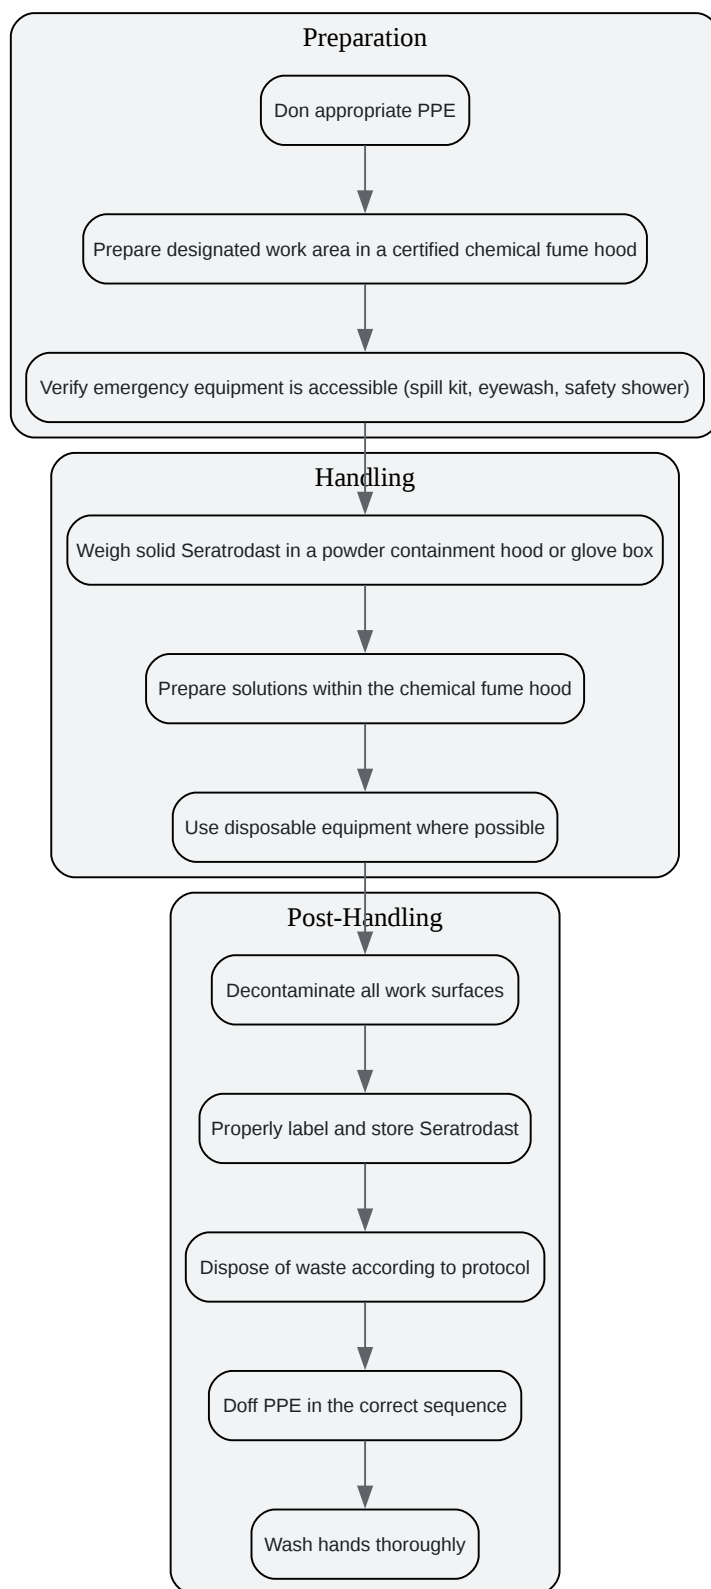 Preparation
Don appropriate PPE
Prepare designated work area in a certified chemical fume hood
Verify emergency equipment is accessible (spill kit, eyewash, safety shower)
Handling
Weigh solid Seratrodast in a powder containment hood or glove box
Prepare solutions within the chemical fume hood
Use disposable equipment where possible
Post-Handling
Decontaminate all work surfaces
Properly label and store Seratrodast
Dispose of waste according to protocol
Doff PPE in the correct sequence
Wash hands thoroughly